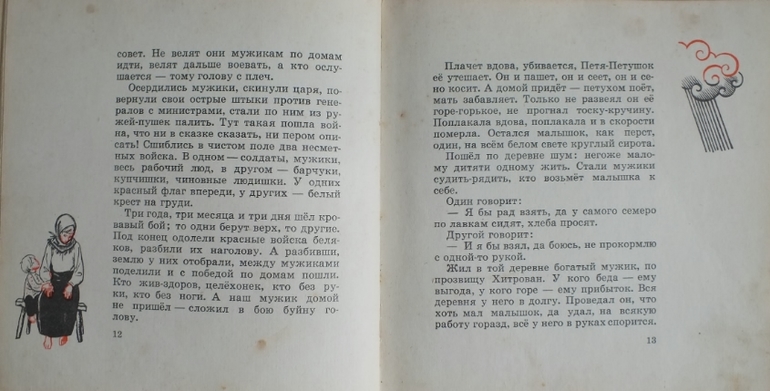 совет. Не велят они мужикам по домам
идти, велят дальше воевать, а кто ослу-
шается — тому голову с плеч.
Осердились мужики, скинули царя, по-
вернули свои острые штыки против гене-
ралов с министрами, стали по ним из ру-
жей-пушек палить. Тут такая пошла вой-
на, что ни в сказке сказать, ни пером опи-
сать! Сшиблись в чистом поле два несмет-
ных войска. В одном — солдаты, мужики,
весь рабочий люд, в другом — барчуки,
купчишки, чиновные людишки. У одних
красный флаг впереди, у других — белый
крест на груди.
Три года, три месяца и три дня шёл кро-
вавый бой; то одни берут верх, то другие.
Под конец одолели красные войска беля-
ков, разбили их наголову. А разбивши,
землю у них отобрали, между мужиками
поделили и с победой по домам пошли.
Кто жив-здоров, целёхонек, кто без ру-
ки, кто без ноги. А наш мужик домой
не пришёл — сложил в бою буйну го-
лову.
12
Плачет вдова, убивается, Петя-Петушок
её утешает. Он и пашет, он и сеет, он и се-
но косит. А домой придёт — петухом поёт,
мать забавляет. Только не развеял он её
горе-горькое, не прогнал тоску-кручину.
Поплакала вдова, поплакала и в скорости
померла. Остался малышок, как перст,
один, на всём белом свете круглый сирота.
Пошёл по деревне шум: негоже мало-
му дитяти одному жить. Стали мужики
судить-рядить, кто возьмёт малышка к
себе.
Один говорит:
— Я бы рад взять, да у самого семеро
по лавкам сидят, хлеба просят.
Другой говорит:
— И я бы взял, да боюсь, не прокормлю
с одной-то рукой.
Жил в той деревне богатый мужик, по
прозвищу Хитрован. У кого беда — ему
выгода, у кого горе — ему прибыток. Вся
деревня у него в долгу. Проведал он, что
хоть мал малышок, да удал, на всякую
работу горазд, всё у него в руках спорится.
13